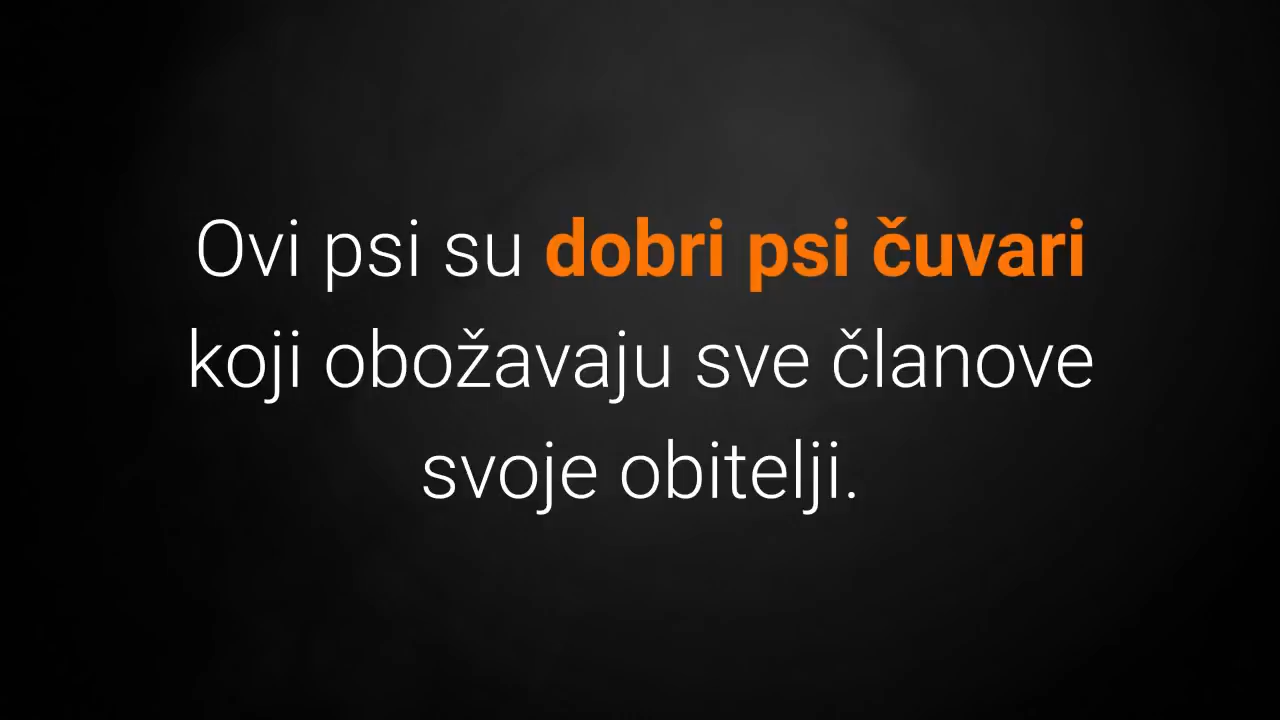 Ovi psi su dobri psi čuvari
koji obožavaju sve članove
svoje obitelji.